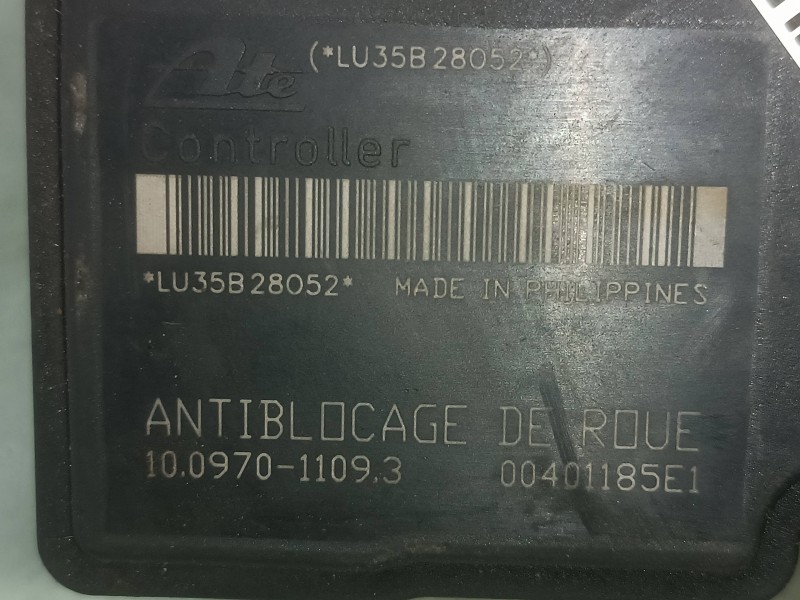 (*LU35B28052*)
Ate
Controller
*LU35B28052* MADE IN PHILIPPINES
ANTIBLOCAGE DE ROUE
10.0970-1109.3 00401185E1